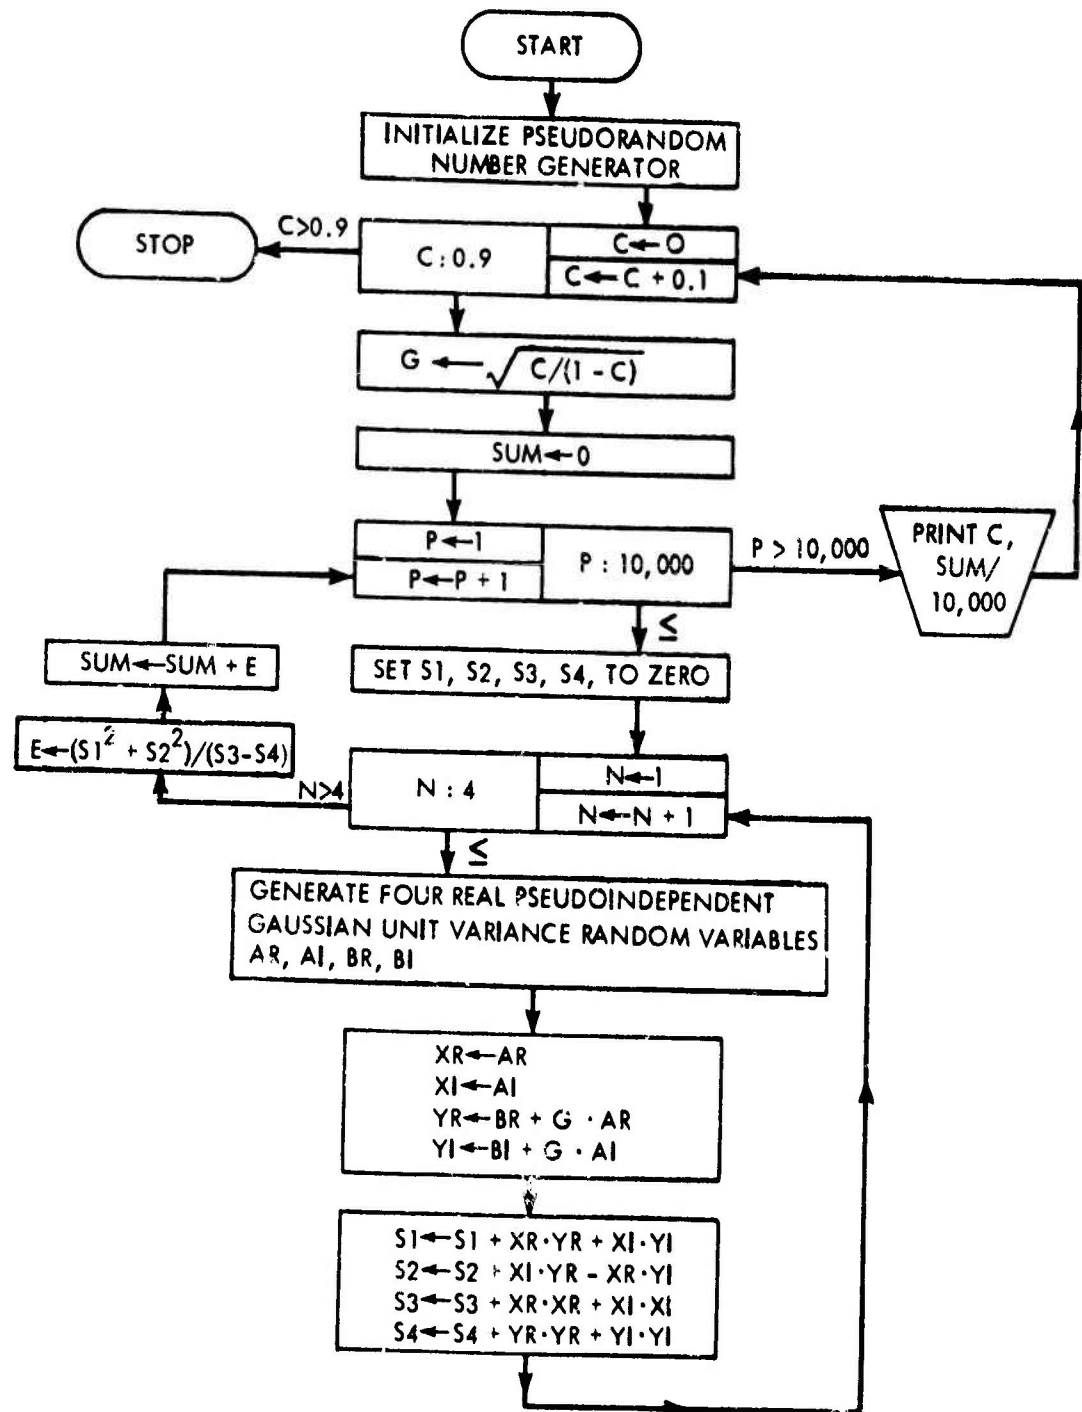 START
INITIALIZE PSEUDORANDOM
NUMBER GENERATOR
STOP
C>0.9
C : 0.9
C←0
C←C + 0.1
G ← √C/(1 - C)
SUM←0
P←1
P←P + 1
P : 10,000
P > 10,000
PRINT C,
SUM/
10,000
≤
SUM←SUM + E
SET S1, S2, S3, S4, TO ZERO
E←(S1² + S2²)/(S3-S4)
N>4
N : 4
N←1
N←N + 1
≤
GENERATE FOUR REAL PSEUDOINDEPENDENT
GAUSSIAN UNIT VARIANCE RANDOM VARIABLES
AR, AI, BR, BI
XR←AR
XI←AI
YR←BR + G · AR
YI←BI + G · AI
S1←S1 + XR·YR + XI·YI
S2←S2 + XI·YR - XR·YI
S3←S3 + XR·XR + XI·XI
S4←S4 + YR·YR + YI·YI